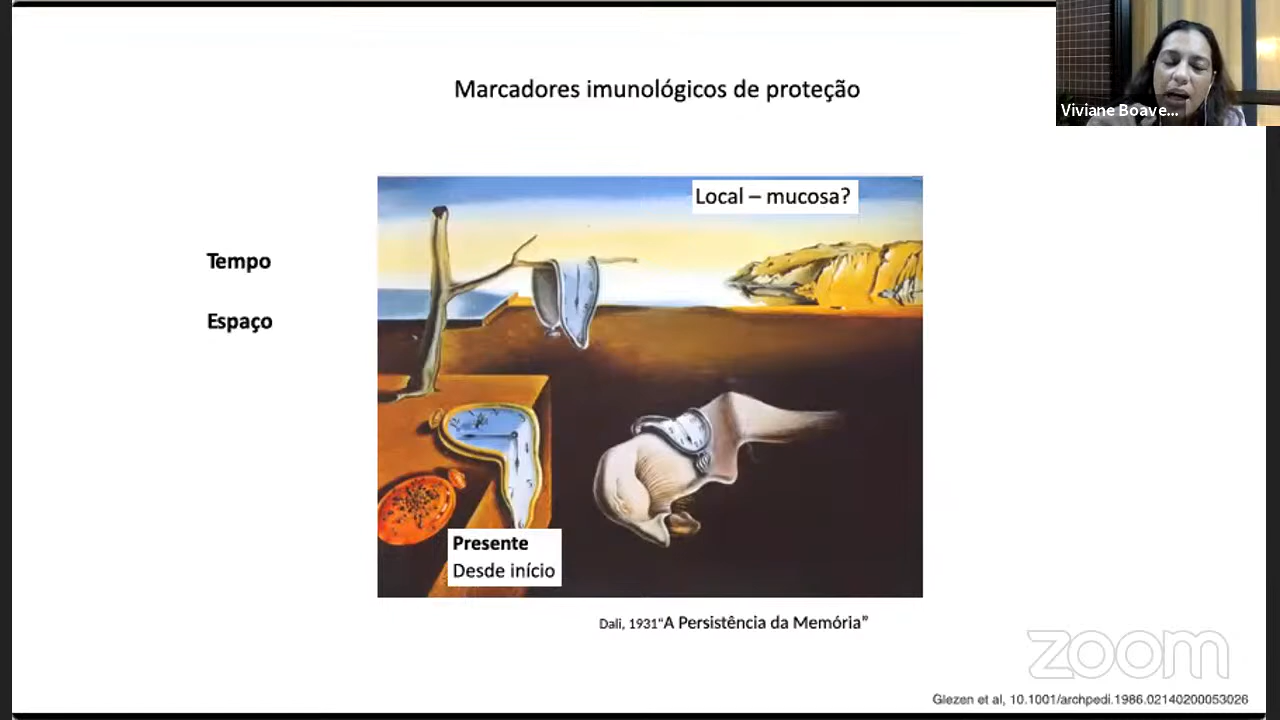 Marcadores imunológicos de proteção
Viviane Boave...
Local – mucosa?
Tempo
Espaço
Presente
Desde início
Dali, 1931“A Persistência da Memória”
zoom
Glezen et al, 10.1001/archpedi.1986.02140200053026